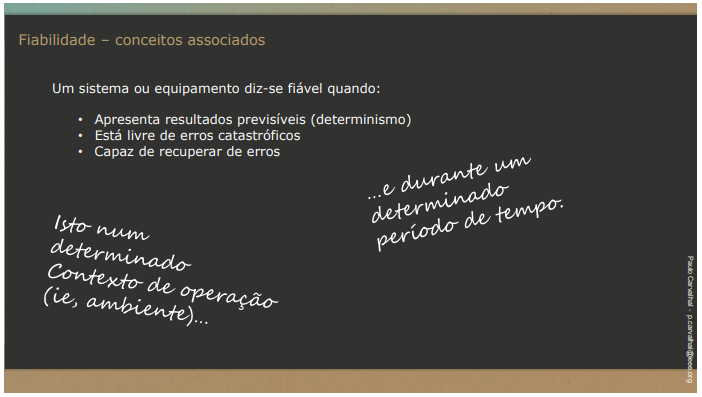 Fiabilidade – conceitos associados
Um sistema ou equipamento diz-se fiável quando:
• Apresenta resultados previsíveis (determinismo)
• Está livre de erros catastróficos
• Capaz de recuperar de erros
Isto num
determinado
Contexto de operação
(ie, ambiente)...
...e durante um
determinado
período de tempo.
Paulo Carvalhal - p.carvalhal@ieee.org